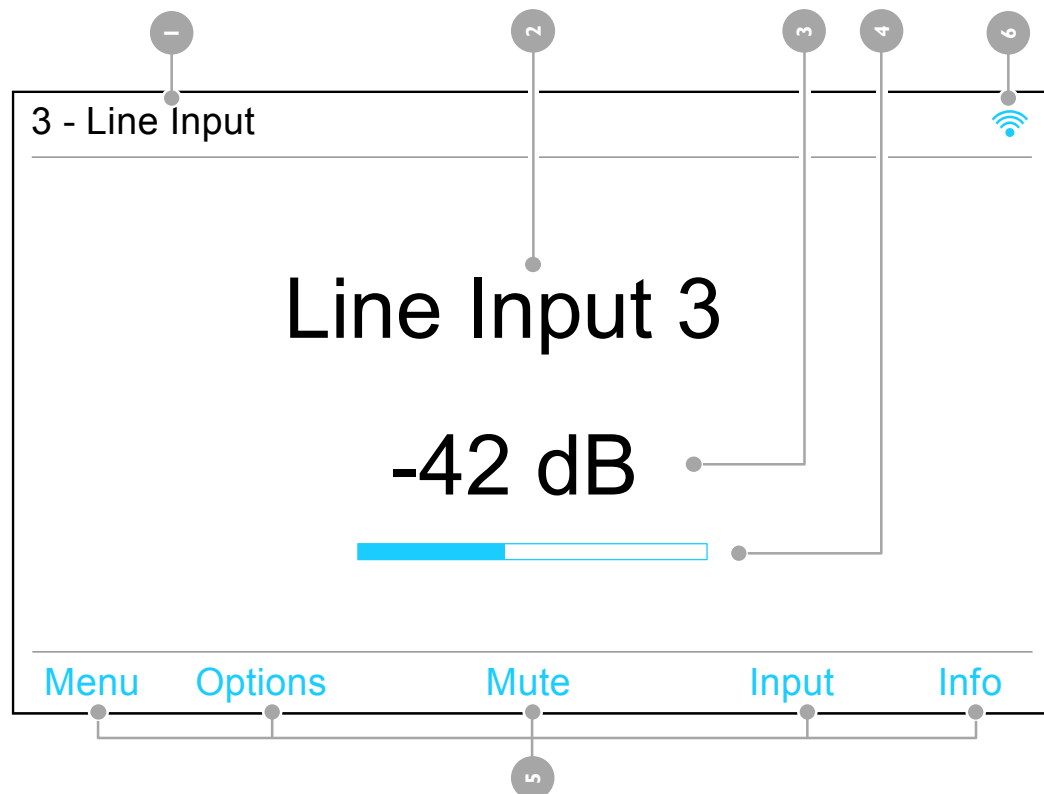 1 2 3 4 6
3 - Line Input
Line Input 3
-42 dB
Menu Options Mute Input Info
5